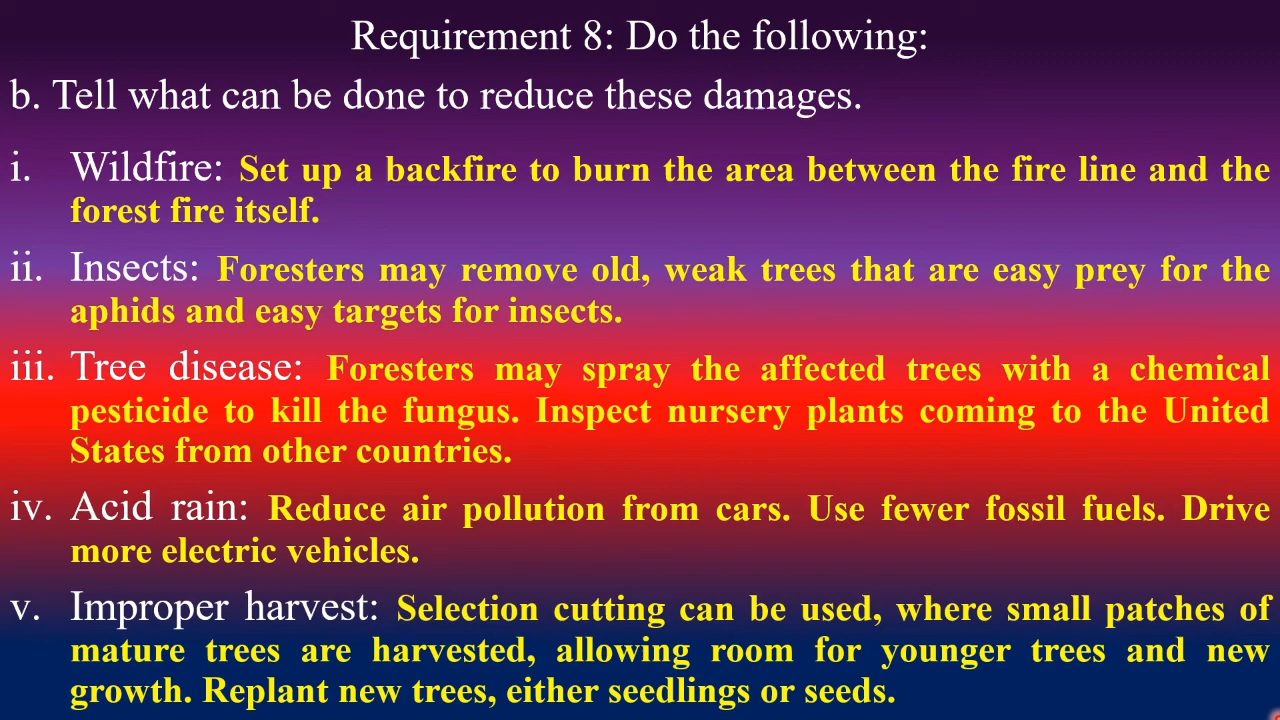 Requirement 8: Do the following:
b. Tell what can be done to reduce these damages.
i. Wildfire: Set up a backfire to burn the area between the fire line and the
forest fire itself.
ii. Insects: Foresters may remove old, weak trees that are easy prey for the
aphids and easy targets for insects.
iii. Tree disease: Foresters may spray the affected trees with a chemical
pesticide to kill the fungus. Inspect nursery plants coming to the United
States from other countries.
iv. Acid rain: Reduce air pollution from cars. Use fewer fossil fuels. Drive
more electric vehicles.
v. Improper harvest: Selection cutting can be used, where small patches of
mature trees are harvested, allowing room for younger trees and new
growth. Replant new trees, either seedlings or seeds.